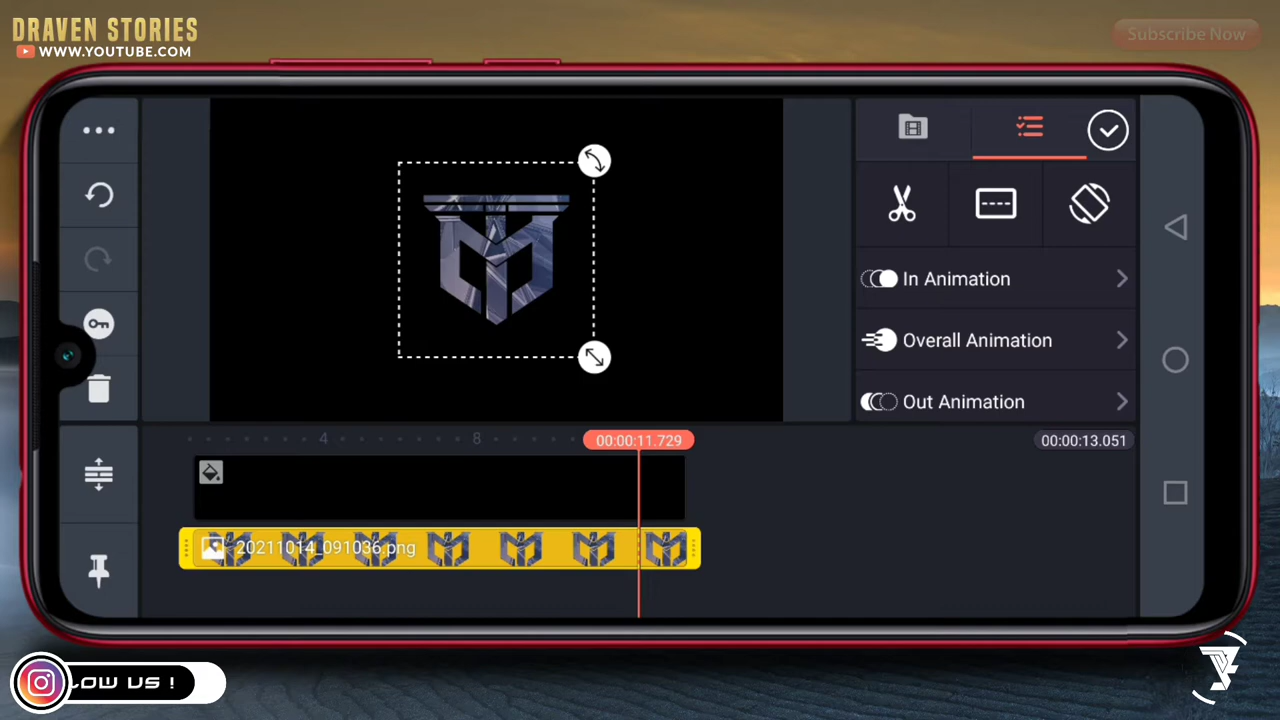 DRAVEN STORIES
WWW.YOUTUBE.COM
Subscribe Now
In Animation
Overall Animation
Out Animation
4
8
00:00:11.729
00:00:13.051
20211014_091036.png
LOW US !